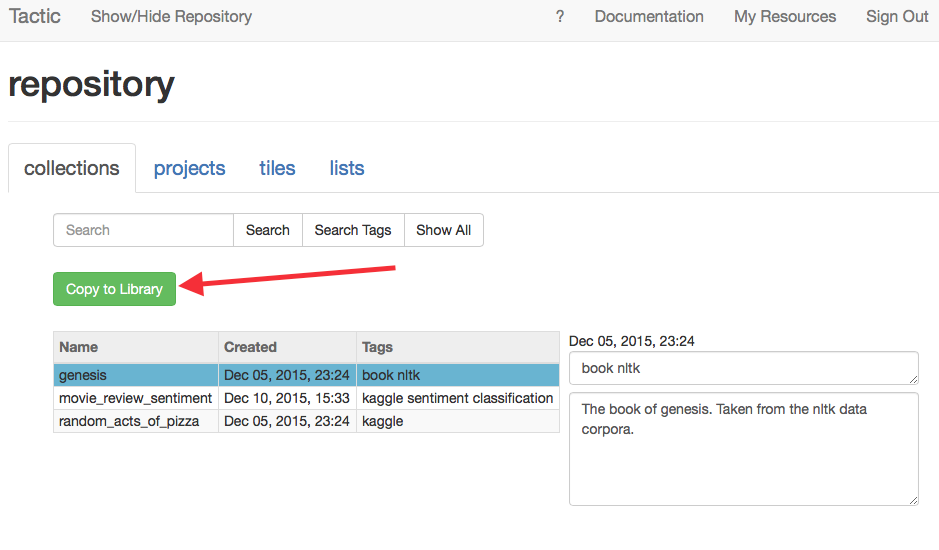 Tactic Show/Hide Repository ? Documentation My Resources Sign Out
repository
collections projects tiles lists
Search Search Search Tags Show All
Copy to Library
Name Created Tags
genesis Dec 05, 2015, 23:24 book nltk
movie_review_sentiment Dec 10, 2015, 15:33 kaggle sentiment classification
random_acts_of_pizza Dec 05, 2015, 23:24 kaggle
Dec 05, 2015, 23:24
book nltk
The book of genesis. Taken from the nltk data
corpora.